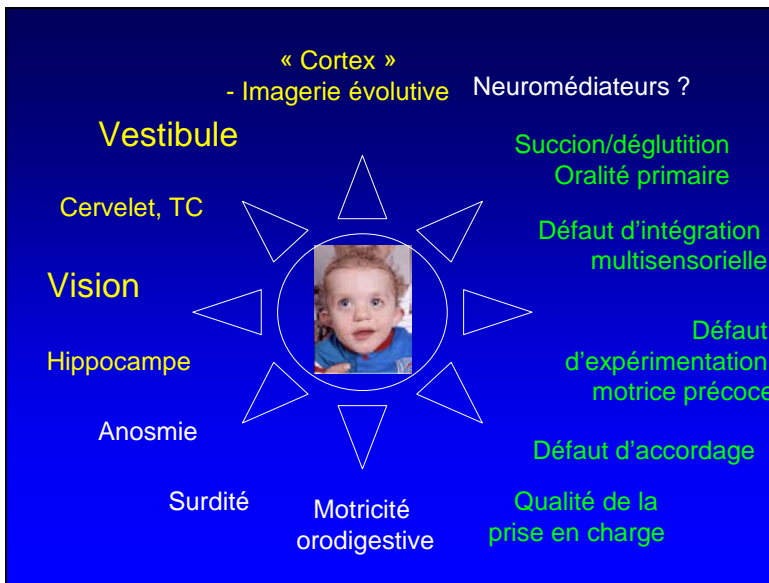 « Cortex »
- Imagerie évolutive
Neuromédiateurs ?
Vestibule
Succion/déglutition
Oralité primaire
Cervelet, TC
Défaut d'intégration
multisensorielle
Vision
Défaut
d'expérimentation
motrice précoce
Hippocampe
Anosmie
Défaut d'accordage
Surdité
Motricité
orodigestive
Qualité de la
prise en charge